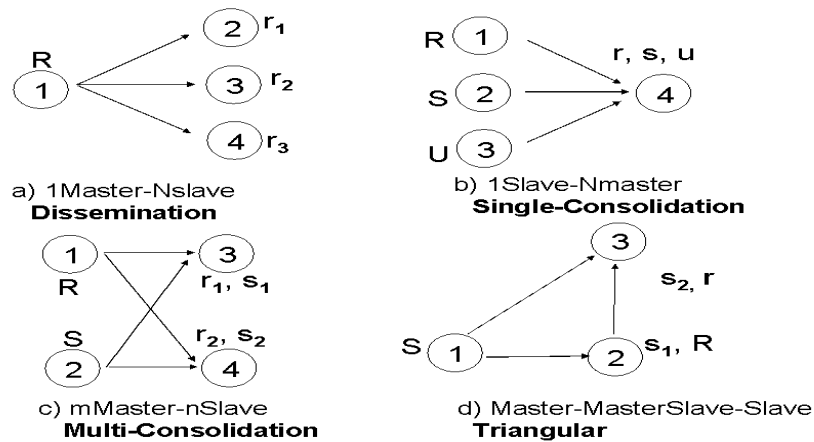 R
1
2 r1
3 r2
4 r3
a) 1Master-Nslave
Dissemination
R 1
S 2
U 3
r, s, u
4
b) 1Slave-Nmaster
Single-Consolidation
1
R
S
2
3
r1, s1
r2, s2
4
c) mMaster-nSlave
Multi-Consolidation
3
s2, r
S 1
2 s1, R
d) Master-MasterSlave-Slave
Triangular